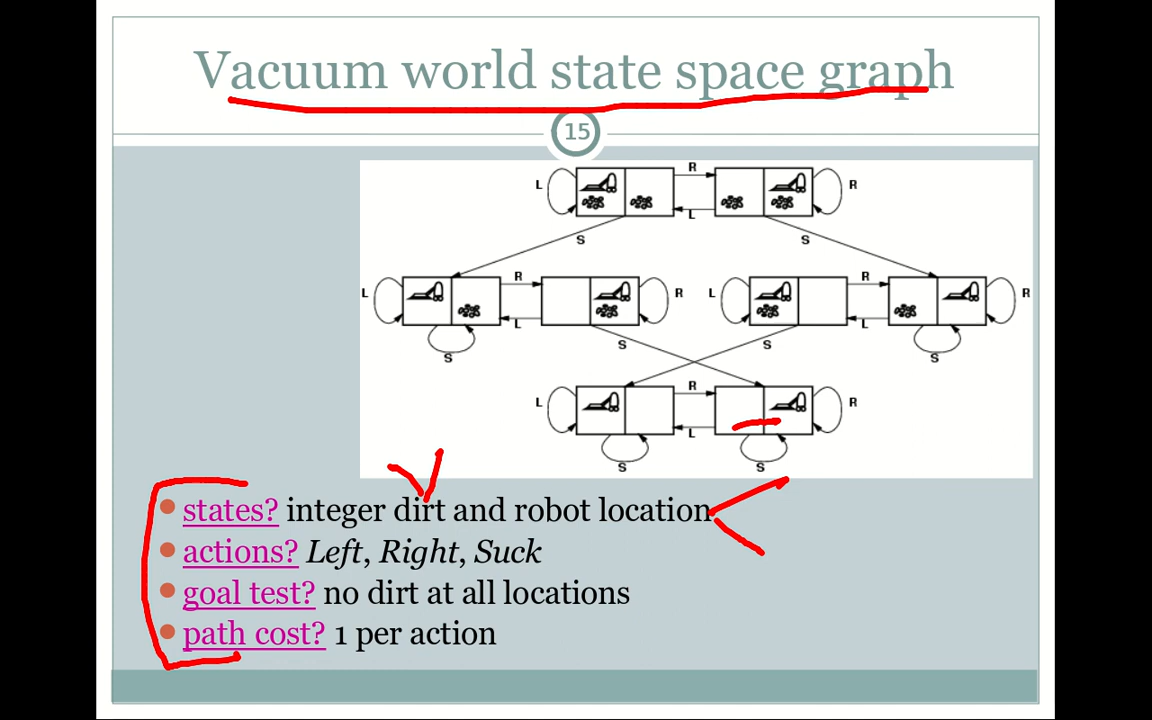 Vacuum world state space graph
15
R
L R
L
S S
R R
L R L R
L L
S S S S
R
L R
L
S S
states? integer dirt and robot location
actions? Left, Right, Suck
goal test? no dirt at all locations
path cost? 1 per action